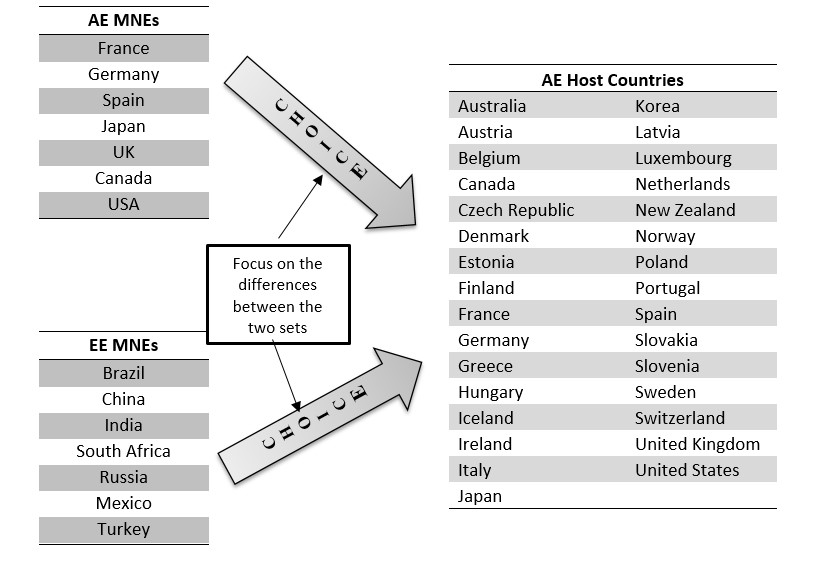 AE MNEs
France
Germany
Spain
Japan
UK
Canada
USA
CHOICE
Focus on the
differences
between the
two sets
EE MNEs
Brazil
China
India
South Africa
Russia
Mexico
Turkey
CHOICE
AE Host Countries
Australia Korea
Austria Latvia
Belgium Luxembourg
Canada Netherlands
Czech Republic New Zealand
Denmark Norway
Estonia Poland
Finland Portugal
France Spain
Germany Slovakia
Greece Slovenia
Hungary Sweden
Iceland Switzerland
Ireland United Kingdom
Italy United States
Japan